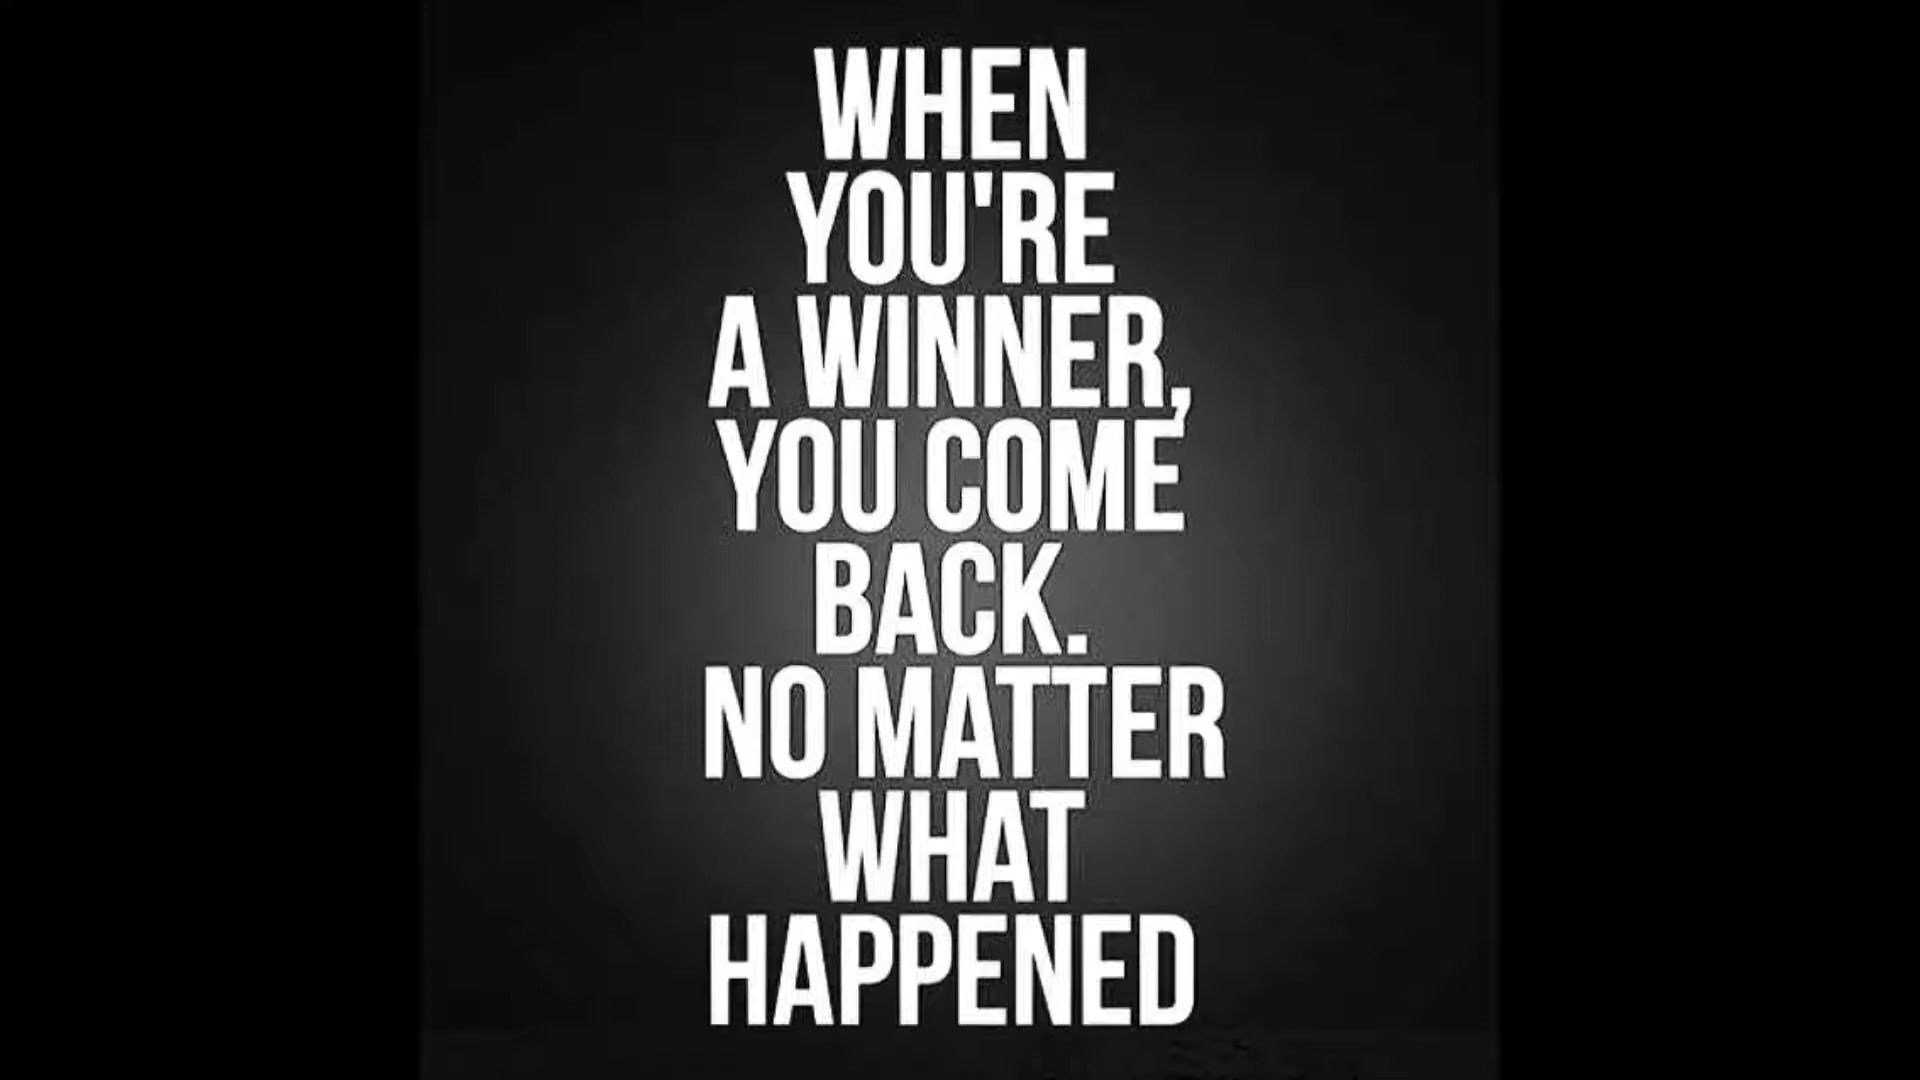 WHEN
YOU'RE
A WINNER,
YOU COME
BACK.
NO MATTER
WHAT
HAPPENED